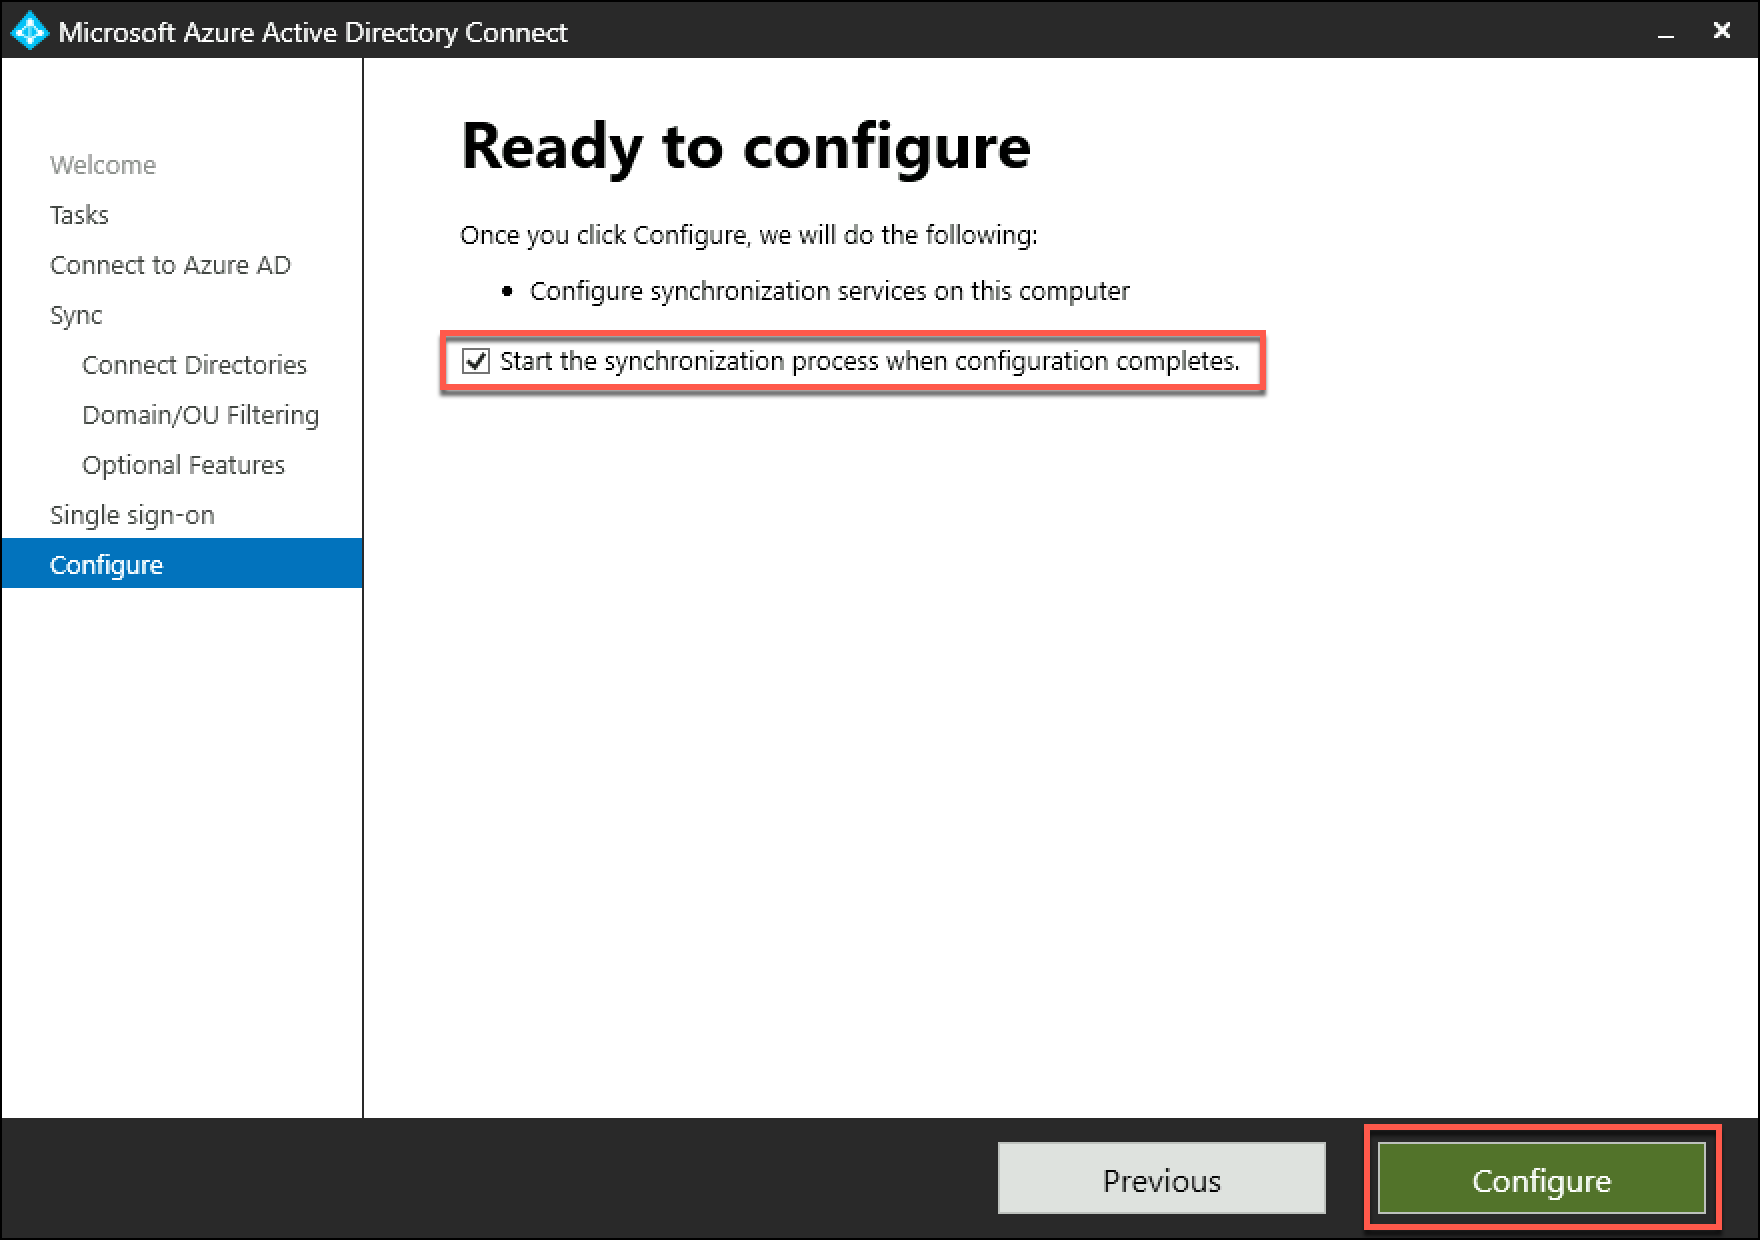 Microsoft Azure Active Directory Connect
Welcome
Tasks
Connect to Azure AD
Sync
Connect Directories
Domain/OU Filtering
Optional Features
Single sign-on
Configure
Ready to configure
Once you click Configure, we will do the following:
• Configure synchronization services on this computer
Start the synchronization process when configuration completes.
Previous
Configure